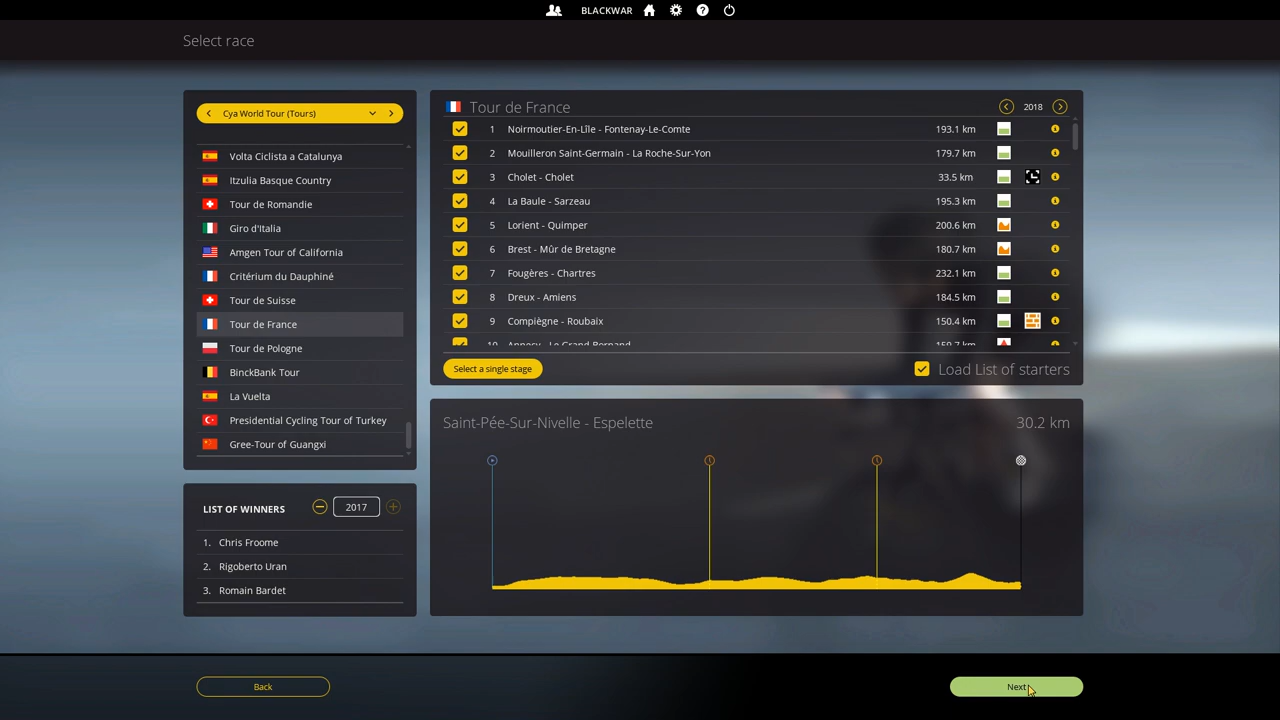 BLACKWAR
Select race
Cya World Tour (Tours)
Volta Ciclista a Catalunya
Itzulia Basque Country
Tour de Romandie
Giro d'Italia
Amgen Tour of California
Critérium du Dauphiné
Tour de Suisse
Tour de France
Tour de Pologne
BinckBank Tour
La Vuelta
Presidential Cycling Tour of Turkey
Gree-Tour of Guangxi
LIST OF WINNERS 2017
1. Chris Froome
2. Rigoberto Uran
3. Romain Bardet
Tour de France 2018
1 Noirmoutier-En-Lîle - Fontenay-Le-Comte 193.1 km
2 Mouilleron Saint-Germain - La Roche-Sur-Yon 179.7 km
3 Cholet - Cholet 33.5 km
4 La Baule - Sarzeau 195.3 km
5 Lorient - Quimper 200.6 km
6 Brest - Mûr de Bretagne 180.7 km
7 Fougères - Chartres 232.1 km
8 Dreux - Amiens 184.5 km
9 Compiègne - Roubaix 150.4 km
10 Annecy - Le Grand Bornand
Select a single stage
Load List of starters
Saint-Pée-Sur-Nivelle - Espelette 30.2 km
Back
Next